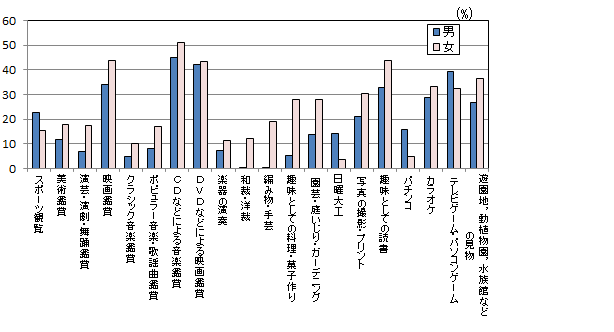 (%)
男
女
60
50
40
30
20
10
0
スポーツ観覧
美術鑑賞
演芸・演劇・舞踊鑑賞
映画鑑賞
クラシック音楽鑑賞
ポピュラー音楽・歌謡曲鑑賞
CDなどによる音楽鑑賞
DVDなどによる映画鑑賞
楽器の演奏
和裁・洋裁
編み物・手芸
趣味としての料理・菓子作り
園芸・庭いじり・ガーデニング
日曜大工
写真の撮影・プリント
趣味としての読書
パチンコ
カラオケ
テレビゲーム・パソコンゲーム
遊園地，動植物園，水族館など
の見物